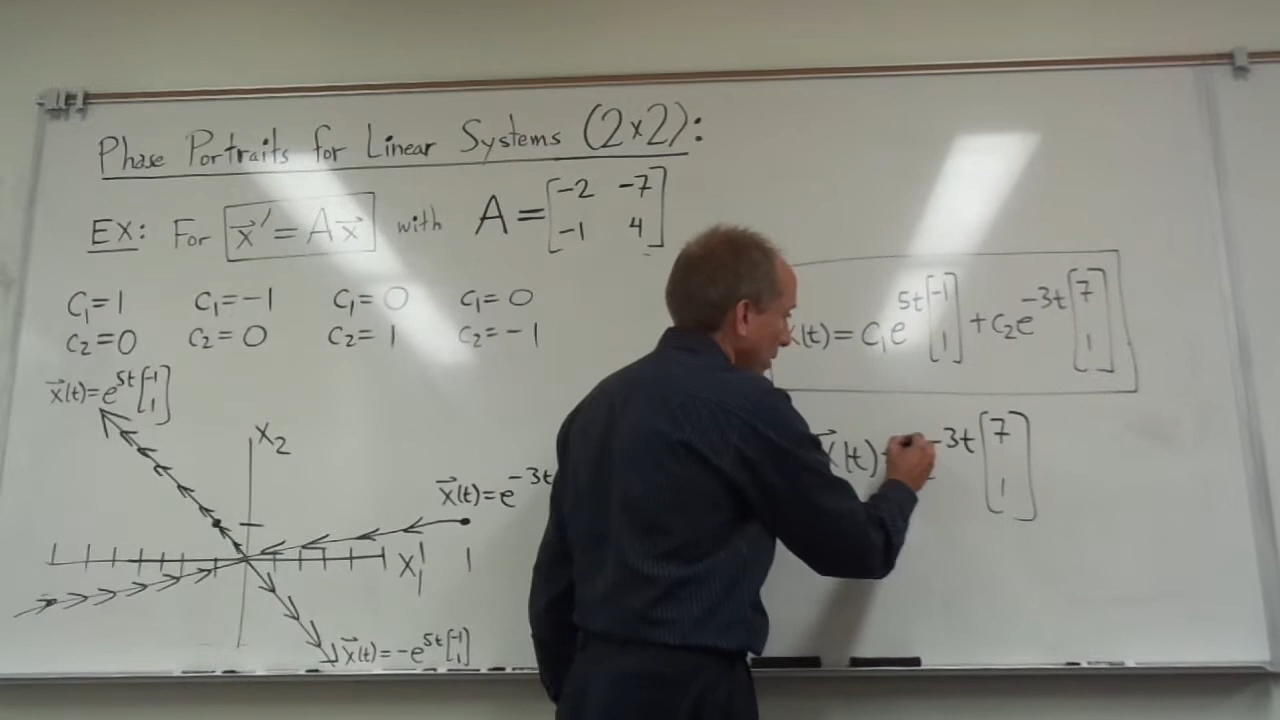 Phase Portraits for Linear Systems (2×2):
EX: For x⃗′ = Ax⃗ with A = [−2 −7
−1 4]
C₁=1 C₁=−1 C₁=0 C₁=0
C₂=0 C₂=0 C₂=1 C₂=−1
x⃗(t)=e^{5t}[−1
1]
x₂
x⃗(t)=e^{−3t}
x₁
x⃗(t)=−e^{5t}[−1
1]
x(t)=c₁e^{5t}[−1
1]+c₂e^{−3t}[7
1]
x⃗(t) −3t[7
1]